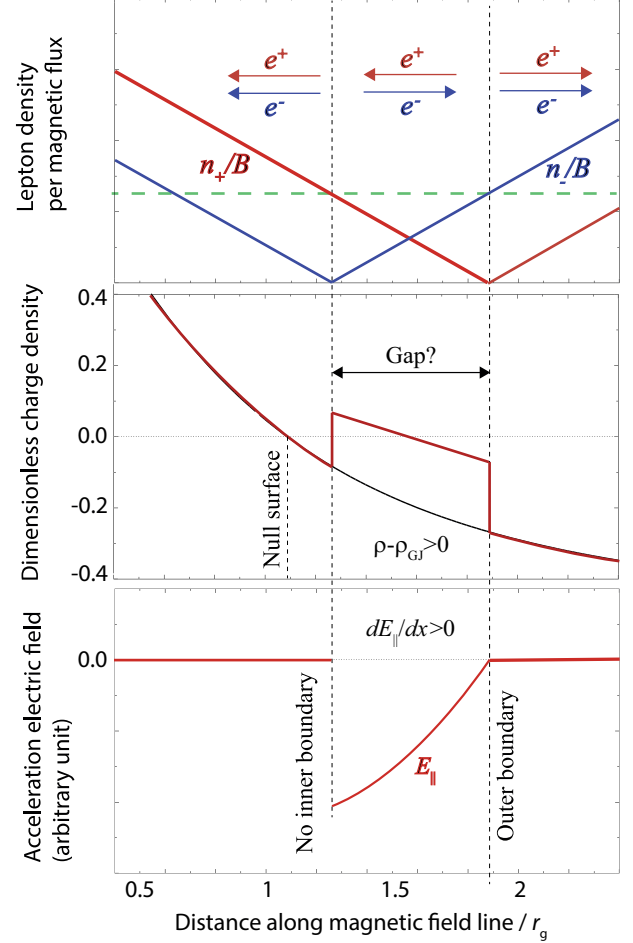 Lepton density
per magnetic flux
e⁺ e⁺ e⁺
e⁻ e⁻ e⁻
n₊/B n₋/B
Dimensionless charge density
0.4
0.2
0.0
-0.2
-0.4
Gap?
Null surface
ρ-ρGJ>0
Acceleration electric field
(arbitrary unit)
0.0
dE||/dx>0
No inner boundary
E||
Outer boundary
0.5 1 1.5 2
Distance along magnetic field line / rg